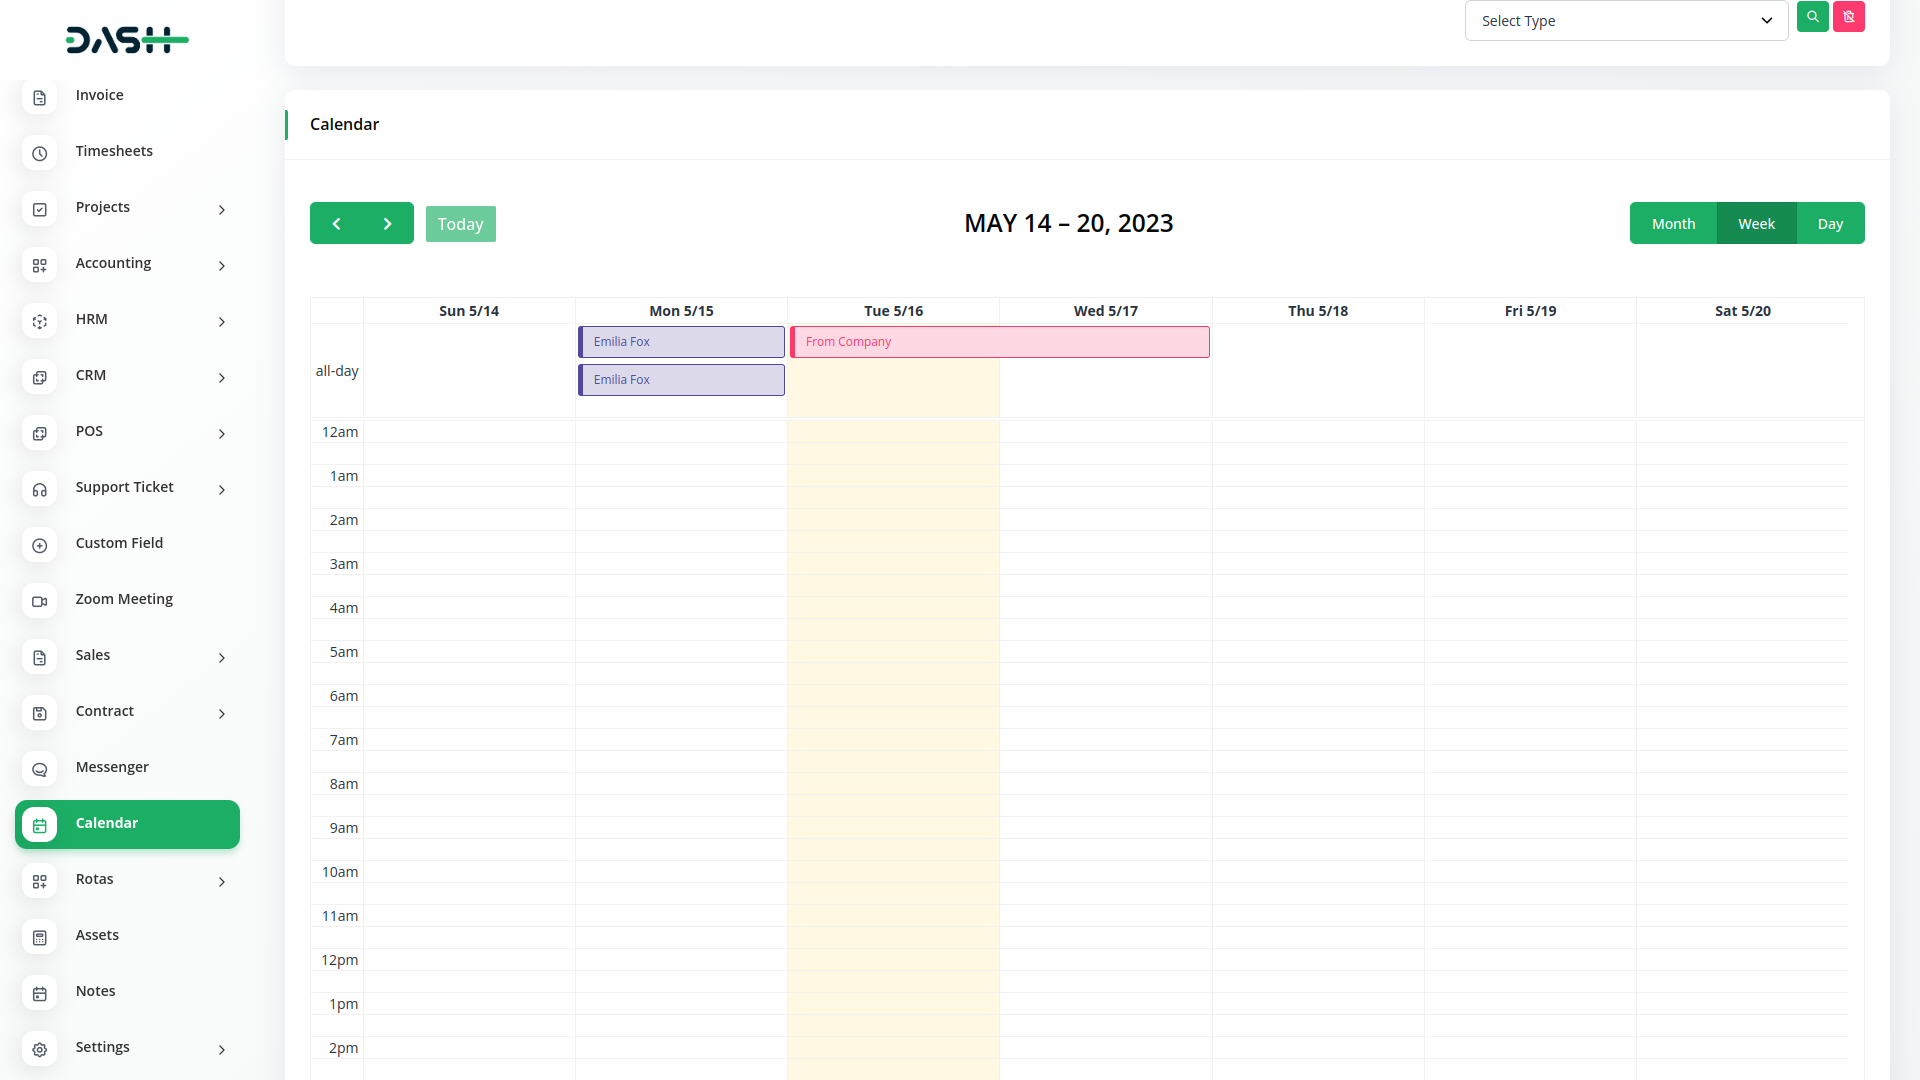 DASH
Invoice
Timesheets
Projects
Accounting
HRM
CRM
POS
Support Ticket
Custom Field
Zoom Meeting
Sales
Contract
Messenger
Calendar
Rotas
Assets
Notes
Settings
Select Type
Calendar
Today
MAY 14 – 20, 2023
Month Week Day
Sun 5/14 Mon 5/15 Tue 5/16 Wed 5/17 Thu 5/18 Fri 5/19 Sat 5/20
all-day
Emilia Fox From Company
Emilia Fox
12am
1am
2am
3am
4am
5am
6am
7am
8am
9am
10am
11am
12pm
1pm
2pm